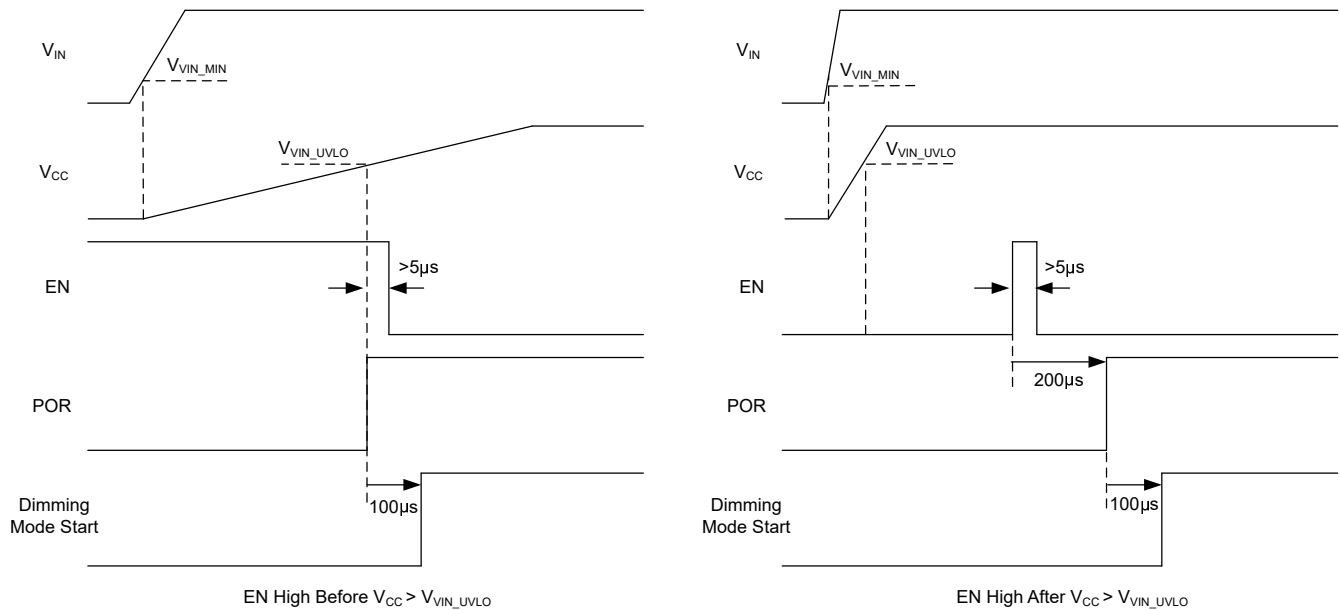 V_IN
V_VIN_MIN
V_CC
V_VIN_UVLO
EN
>5µs
POR
100µs
Dimming
Mode Start
EN High Before V_CC > V_VIN_UVLO
V_IN
V_VIN_MIN
V_CC
V_VIN_UVLO
EN
>5µs
200µs
POR
100µs
Dimming
Mode Start
EN High After V_CC > V_VIN_UVLO